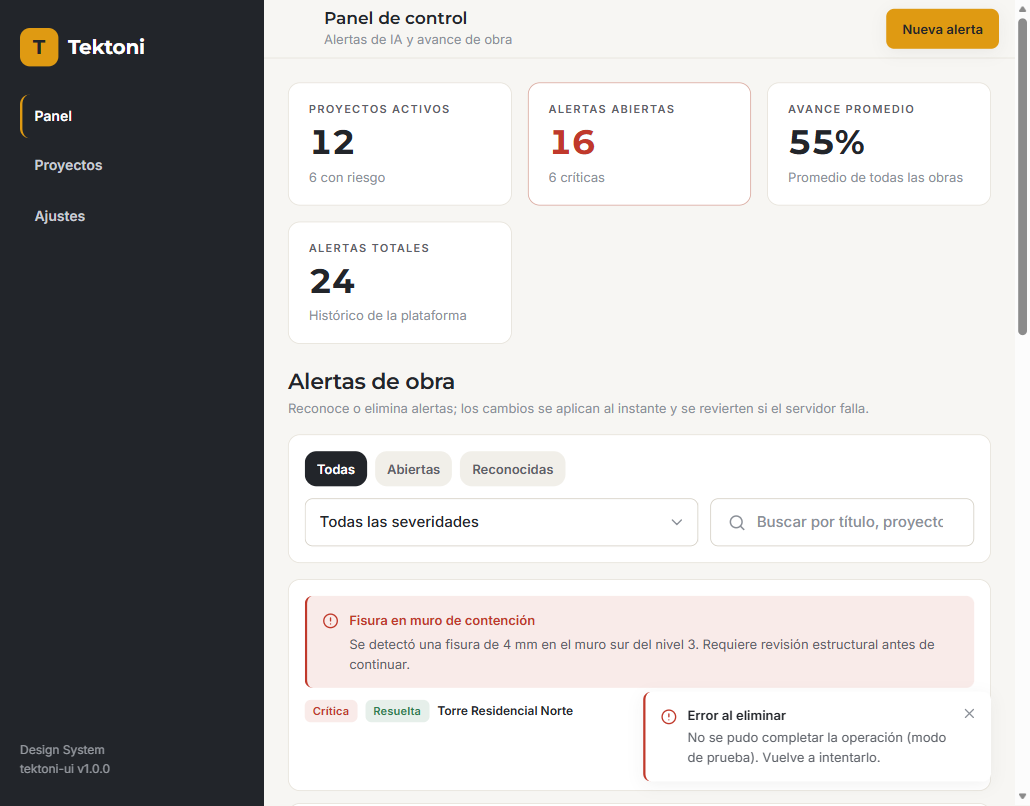 T Tektoni
Panel
Proyectos
Ajustes
Design System
tektoni-ui v1.0.0
Panel de control
Alertas de IA y avance de obra
Nueva alerta
PROYECTOS ACTIVOS
12
6 con riesgo
ALERTAS ABIERTAS
16
6 críticas
AVANCE PROMEDIO
55%
Promedio de todas las obras
ALERTAS TOTALES
24
Histórico de la plataforma
Alertas de obra
Reconoce o elimina alertas; los cambios se aplican al instante y se revierten si el servidor falla.
Todas Abiertas Reconocidas
Todas las severidades
Buscar por título, proyecto
Fisura en muro de contención
Se detectó una fisura de 4 mm en el muro sur del nivel 3. Requiere revisión estructural antes de
continuar.
Crítica Resuelta Torre Residencial Norte
Error al eliminar
No se pudo completar la operación (modo
de prueba). Vuelve a intentarlo.